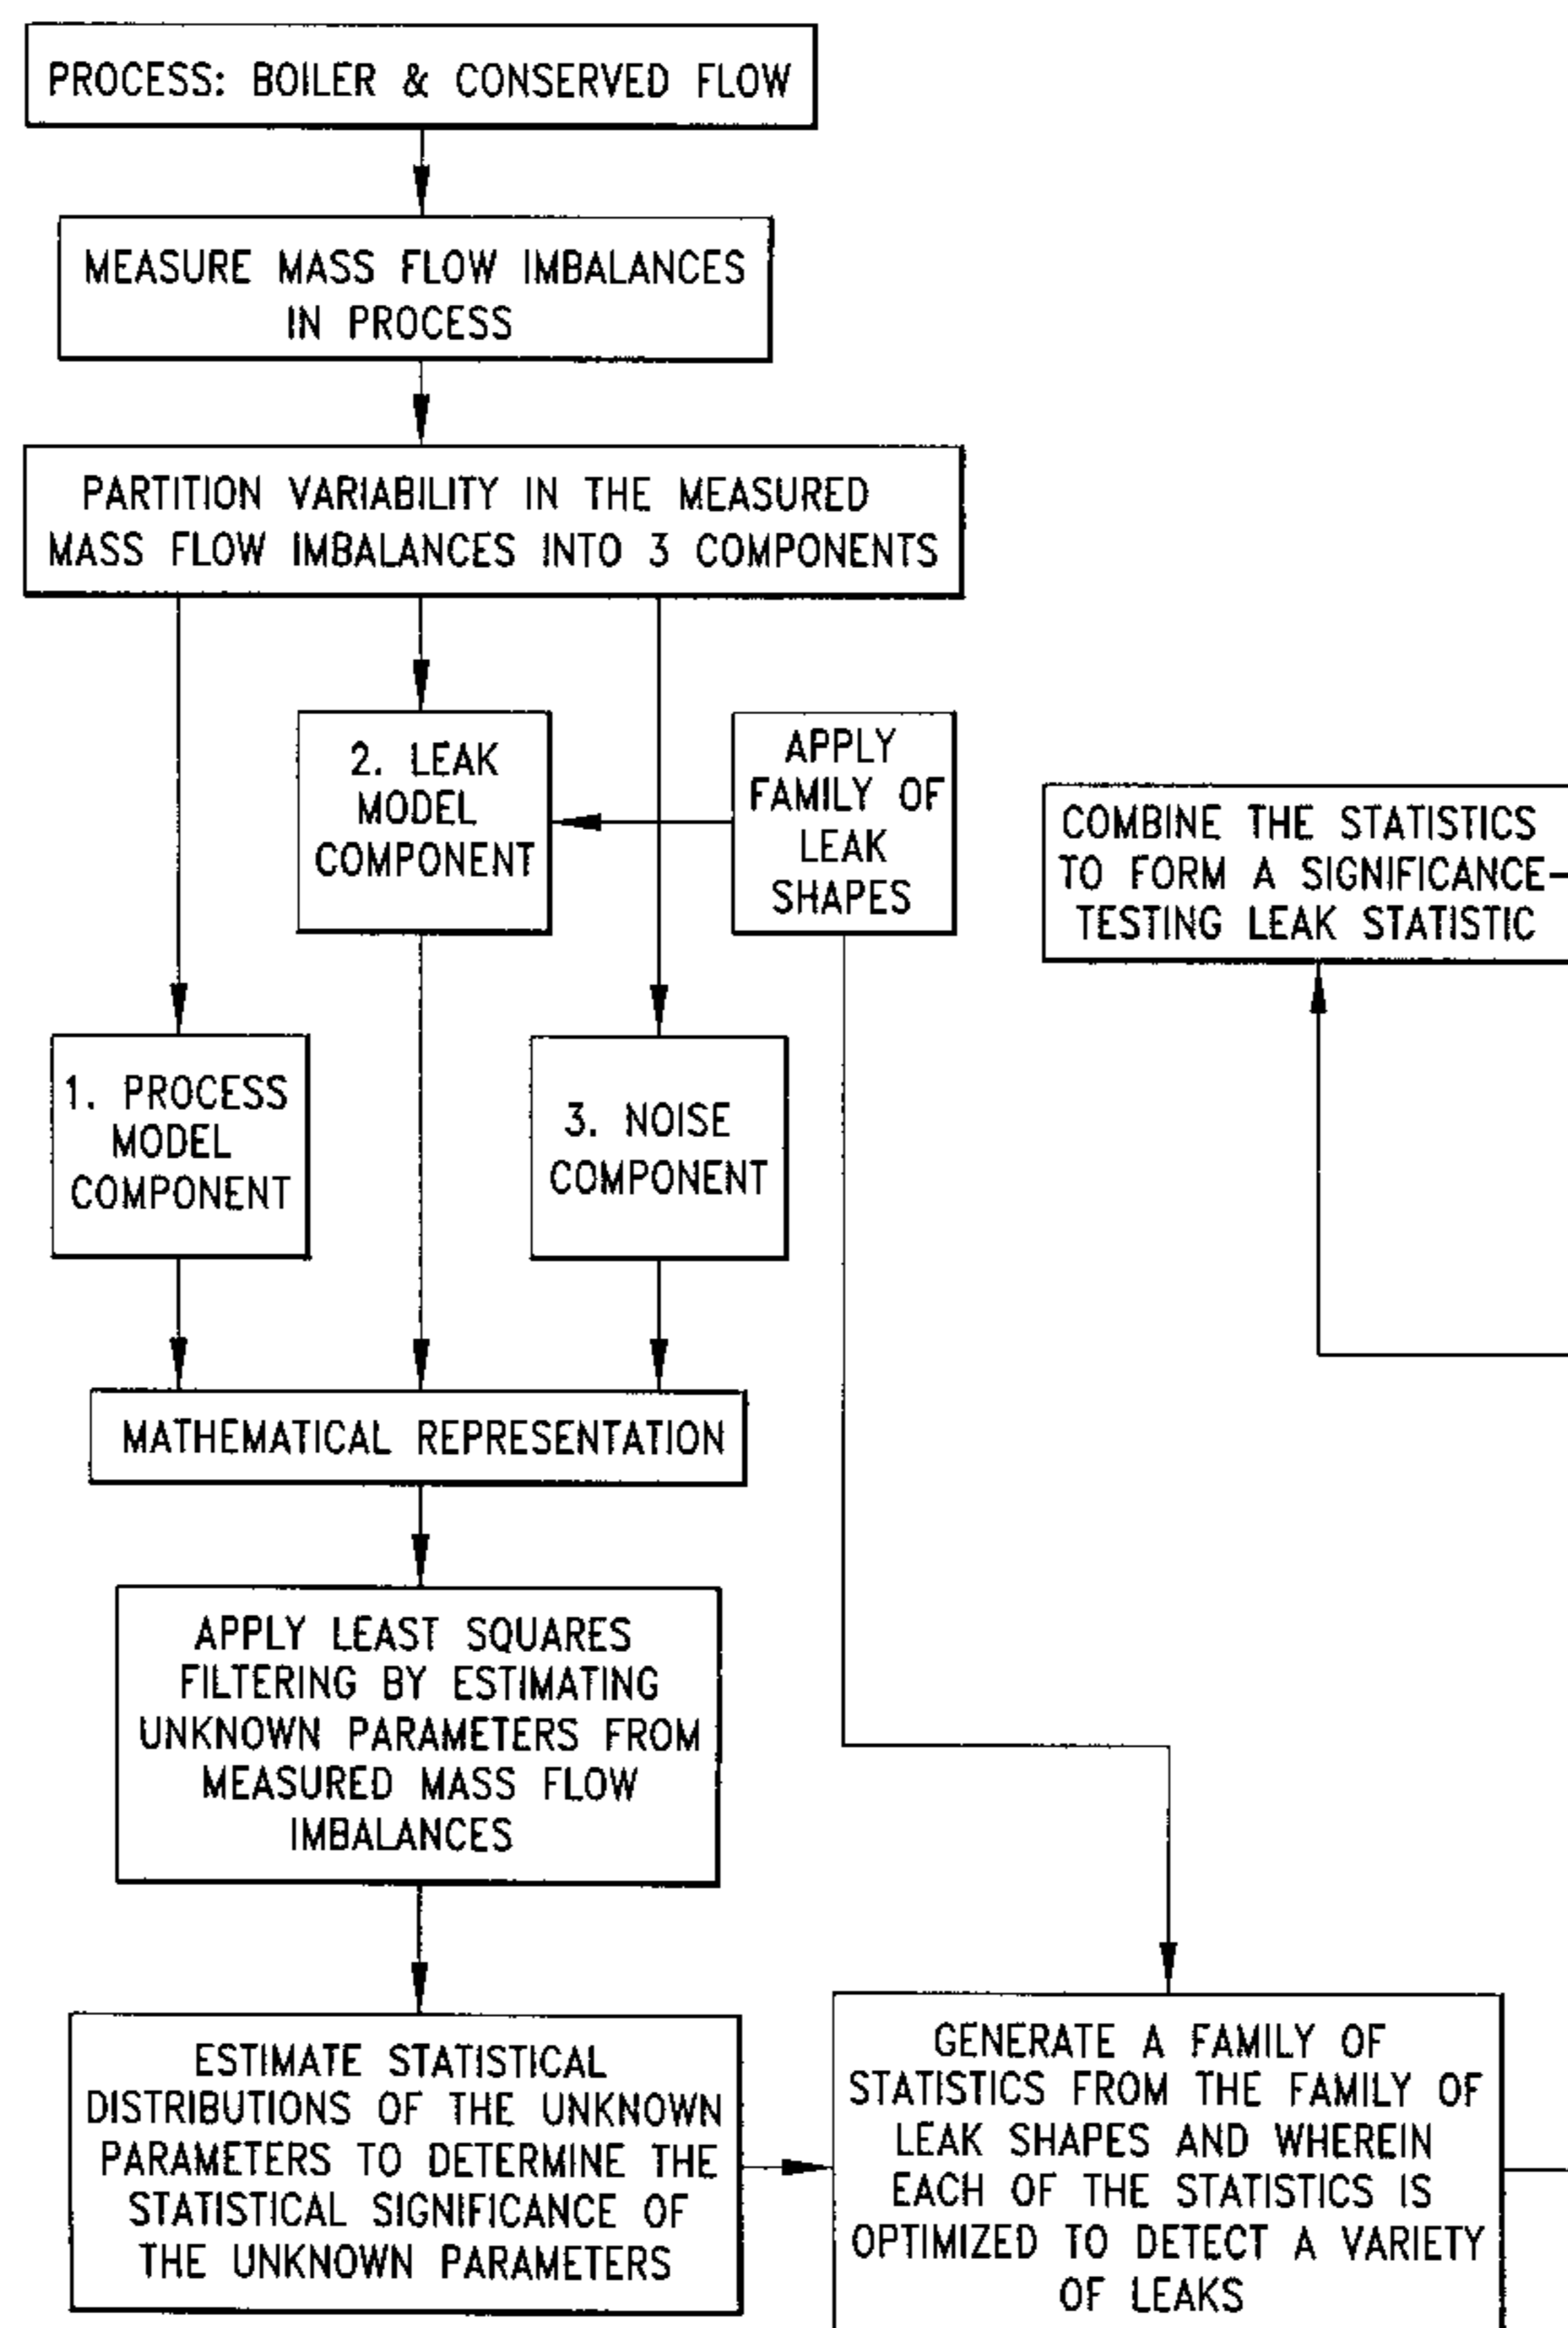 PROCESS: BOILER & CONSERVED FLOW
MEASURE MASS FLOW IMBALANCES
IN PROCESS
PARTITION VARIABILITY IN THE MEASURED
MASS FLOW IMBALANCES INTO 3 COMPONENTS
2. LEAK
MODEL
COMPONENT
APPLY
FAMILY OF
LEAK
SHAPES
COMBINE THE STATISTICS
TO FORM A SIGNIFICANCE-
TESTING LEAK STATISTIC
1. PROCESS
MODEL
COMPONENT
3. NOISE
COMPONENT
MATHEMATICAL REPRESENTATION
APPLY LEAST SQUARES
FILTERING BY ESTIMATING
UNKNOWN PARAMETERS FROM
MEASURED MASS FLOW
IMBALANCES
ESTIMATE STATISTICAL
DISTRIBUTIONS OF THE UNKNOWN
PARAMETERS TO DETERMINE THE
STATISTICAL SIGNIFICANCE OF
THE UNKNOWN PARAMETERS
GENERATE A FAMILY OF
STATISTICS FROM THE FAMILY OF
LEAK SHAPES AND WHEREIN
EACH OF THE STATISTICS IS
OPTIMIZED TO DETECT A VARIETY
OF LEAKS